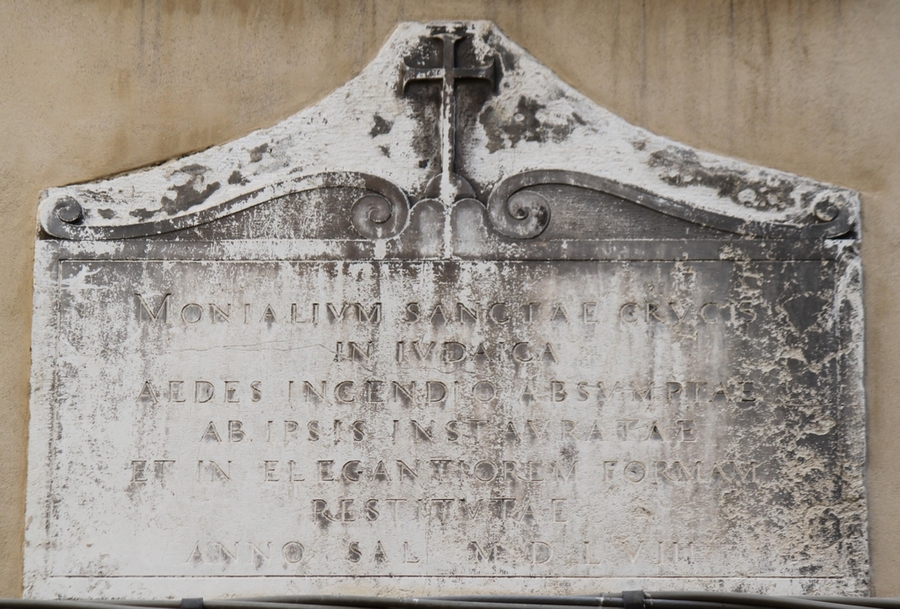 MONIALIVM SANCTAE CRVCIS
IN IVDAICA
AEDES INCENDIO ABSVMPTAE
AB IPSIS INSTAVRATAE
ET IN ELEGANTIOREM FORMAM
RESTITVTAE
ANNO SAL M D L VIII